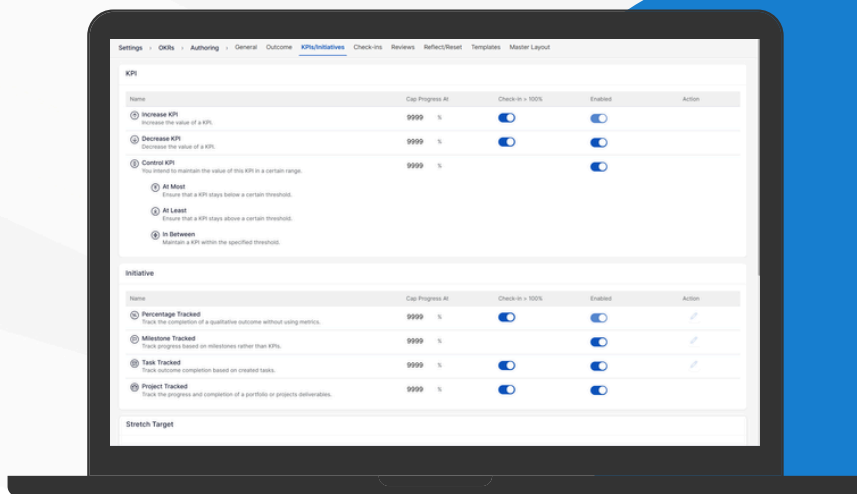 Settings > OKRs > Authoring > General Outcome KPIs/Initiatives Check-ins Reviews Reflect/Reset Templates Master Layout
KPI
Name Cap Progress At Check-in > 100% Enabled Action
Increase KPI
Increase the value of a KPI.
9999 %
Decrease KPI
Decrease the value of a KPI.
9999 %
Control KPI
You intend to maintain the value of this KPI in a certain range.
9999 %
At Most
Ensure that a KPI stays below a certain threshold.
At Least
Ensure that a KPI stays above a certain threshold.
In Between
Maintain a KPI within the specified threshold.
Initiative
Name Cap Progress At Check-in > 100% Enabled Action
Percentage Tracked
Track the completion of a qualitative outcome without using metrics.
9999 %
Milestone Tracked
Track progress based on milestones rather than KPIs.
9999 %
Task Tracked
Track outcome completion based on created tasks.
9999 %
Project Tracked
Track the progress and completion of a portfolio or projects deliverables.
9999 %
Stretch Target